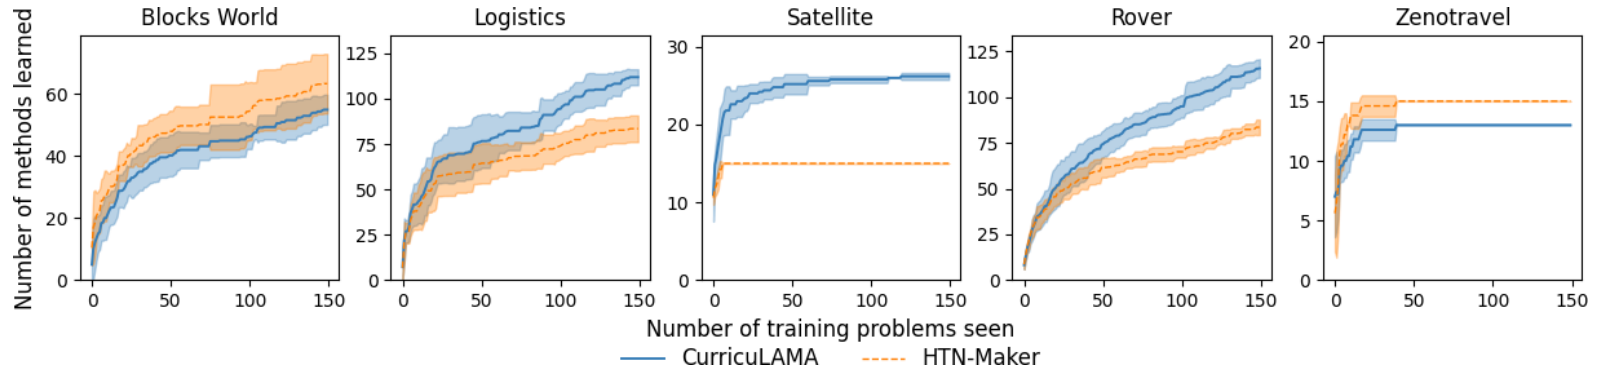 Blocks World
Logistics
Satellite
Rover
Zenotravel
Number of methods learned
60
40
20
0
0 50 100 150
125
100
75
50
25
0
0 50 100 150
30
20
10
0
0 50 100 150
125
100
75
50
25
0
0 50 100 150
20
15
10
5
0
0 50 100 150
Number of training problems seen
CurricuLAMA
HTN-Maker